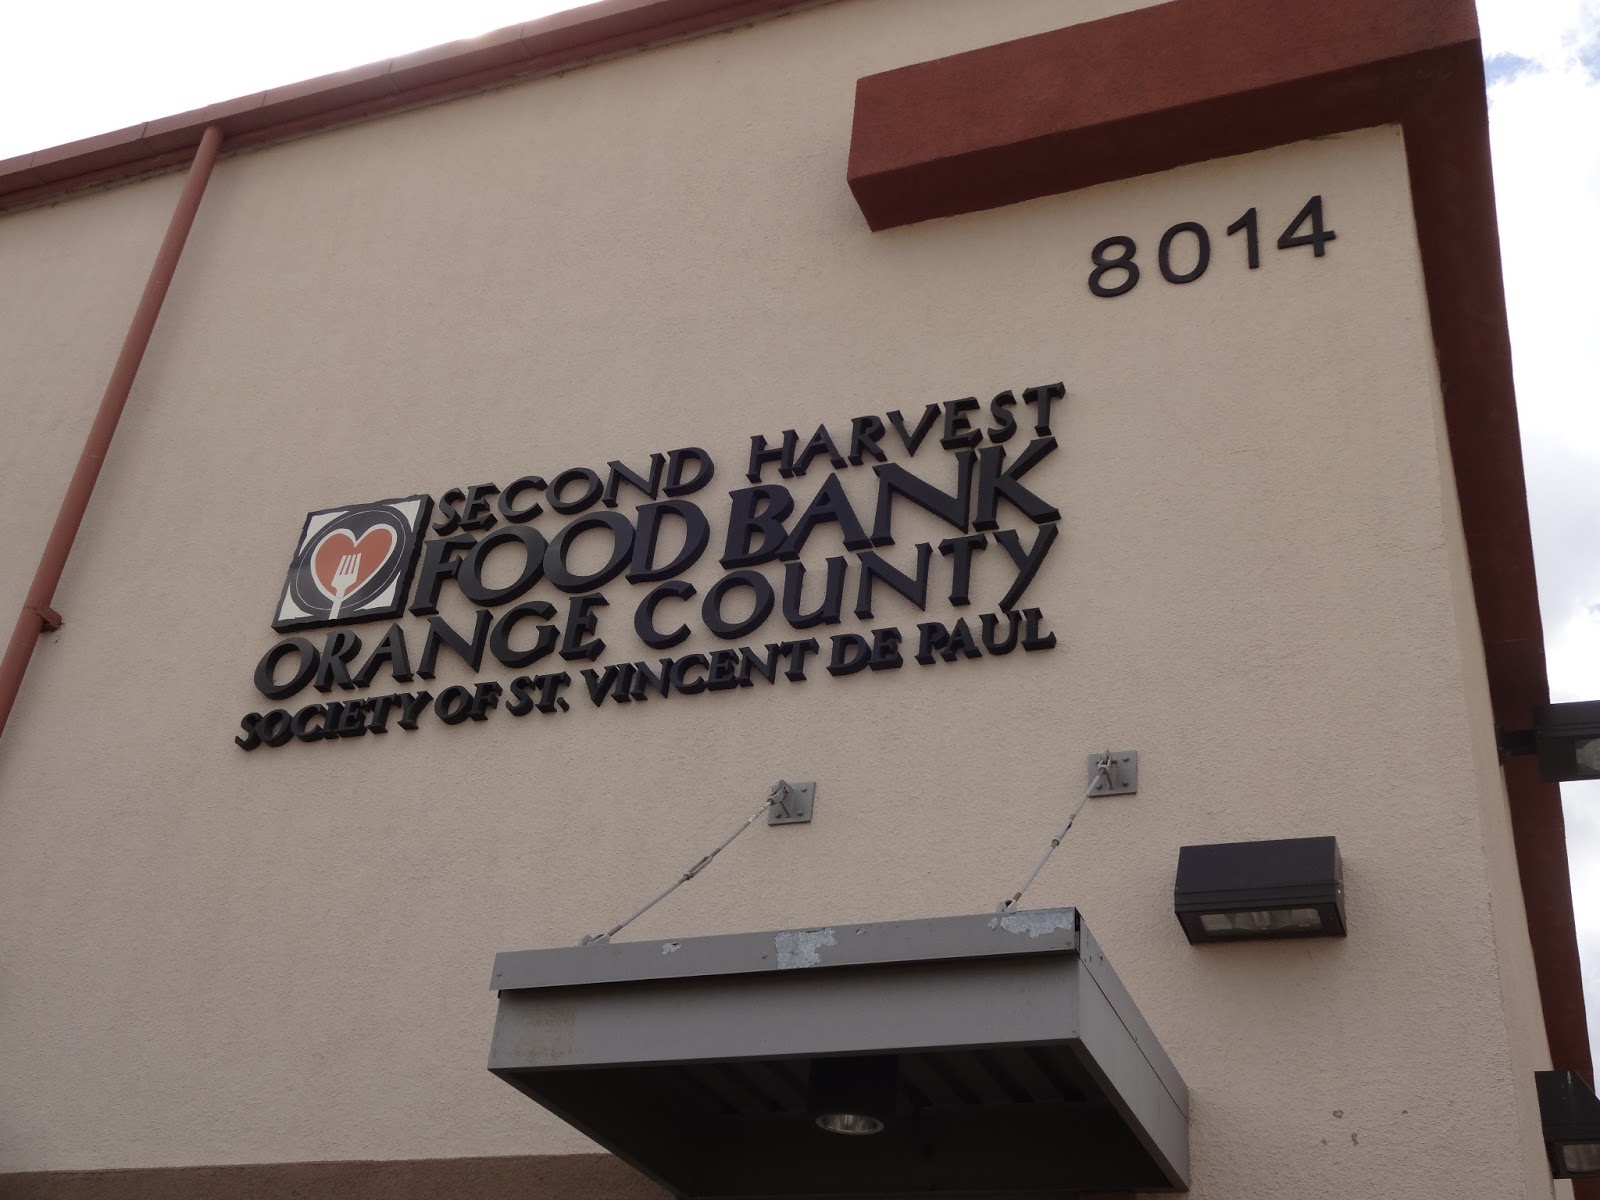 8014
SECOND HARVEST
FOOD BANK
ORANGE COUNTY
SOCIETY OF ST. VINCENT DE PAUL